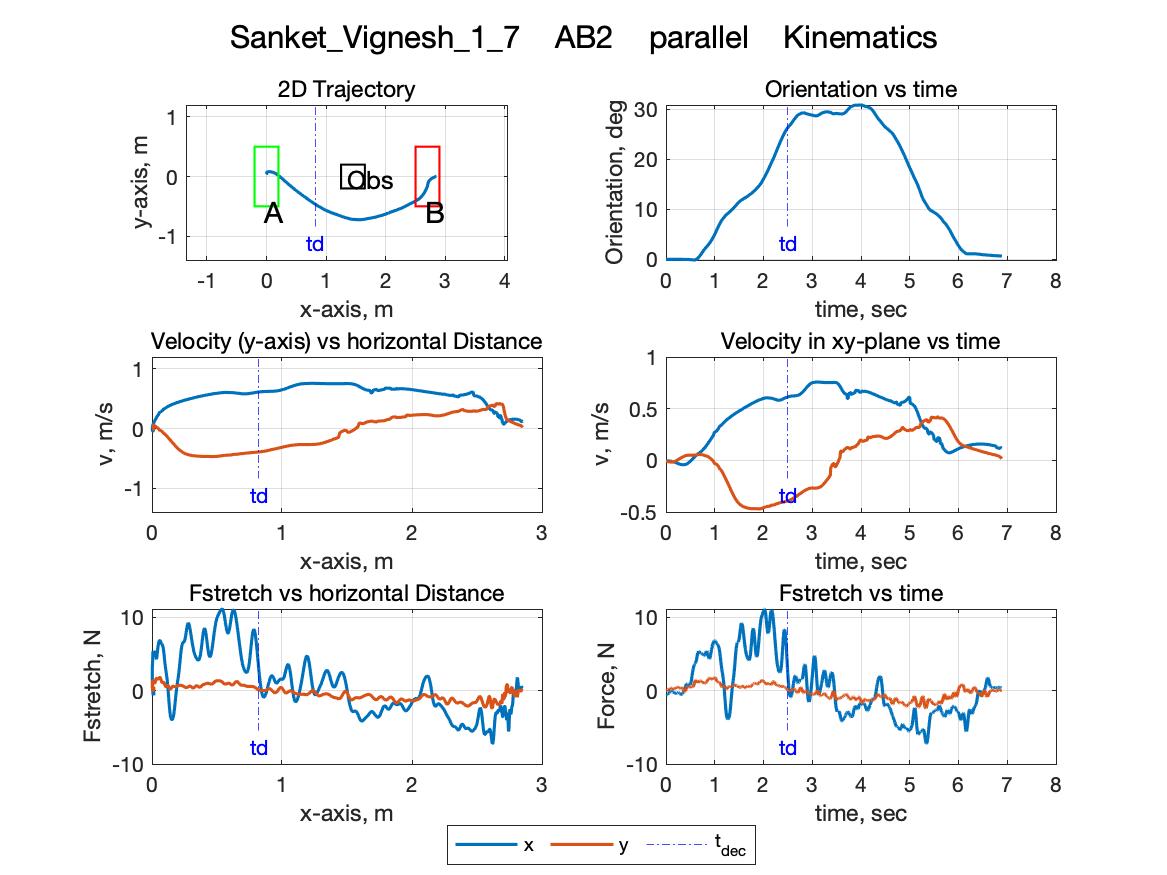 Sanket_Vignesh_1_7 AB2 parallel Kinematics
2D Trajectory
1
0
-1
y-axis, m
A
Obs
B
td
-1 0 1 2 3 4
x-axis, m
Orientation vs time
30
20
10
0
Orientation, deg
td
0 1 2 3 4 5 6 7 8
time, sec
Velocity (y-axis) vs horizontal Distance
1
0
-1
v, m/s
td
0 1 2 3
x-axis, m
Velocity in xy-plane vs time
1
0.5
0
-0.5
v, m/s
td
0 1 2 3 4 5 6 7 8
time, sec
Fstretch vs horizontal Distance
10
0
-10
Fstretch, N
td
0 1 2 3
x-axis, m
Fstretch vs time
10
0
-10
Force, N
td
0 1 2 3 4 5 6 7 8
time, sec
x y t_dec